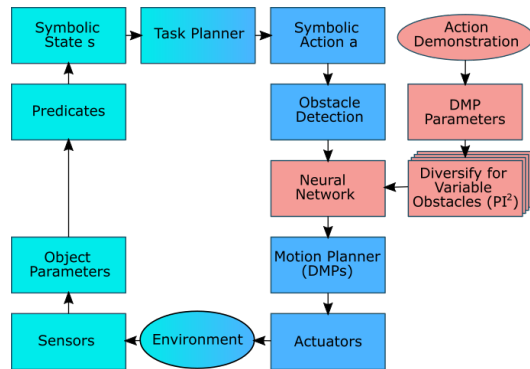 Symbolic
State s
Task Planner
Symbolic
Action a
Action
Demonstration
Predicates
Obstacle
Detection
DMP
Parameters
Neural
Network
Diversify for
Variable
Obstacles (PI²)
Object
Parameters
Motion Planner
(DMPs)
Sensors
Environment
Actuators